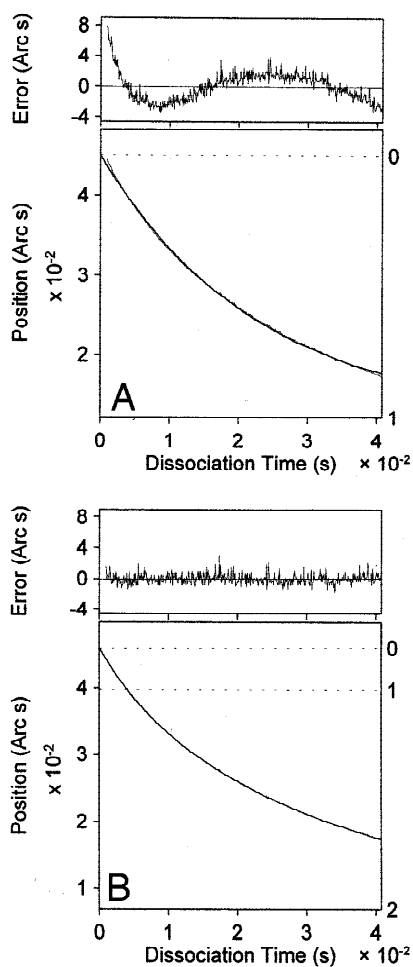 Error (Arc s)
8
4
0
-4
Position (Arc s)
x 10-2
4
3
2
0
1
A
0 1 2 3 4
Dissociation Time (s) × 10-2
Error (Arc s)
8
4
0
-4
Position (Arc s)
x 10-2
4
3
2
1
0
1
2
B
0 1 2 3 4
Dissociation Time (s) × 10-2